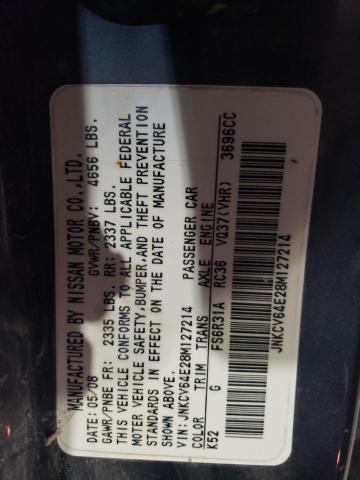 MANUFACTURED BY NISSAN MOTOR CO.,LTD.
DATE: 05/08 GVWR/PNBV: 4656 LBS.
GAWR/PNBE FR: 2335 LBS. RR: 2337 LBS.
THIS VEHICLE CONFORMS TO ALL APPLICABLE FEDERAL
MOTER VEHICLE SAFETY,BUMPER,AND THEFT PREVENTION
STANDARDS IN EFFECT ON THE DATE OF MANUFACTURE
SHOWN ABOVE.
VIN: JNKCV64E28M127214 PASSENGER CAR
COLOR TRIM TRANS AXLE ENGINE
K52 G FS6R31A RC36 VQ37(VHR) 3696CC
JNKCV64E28M127214